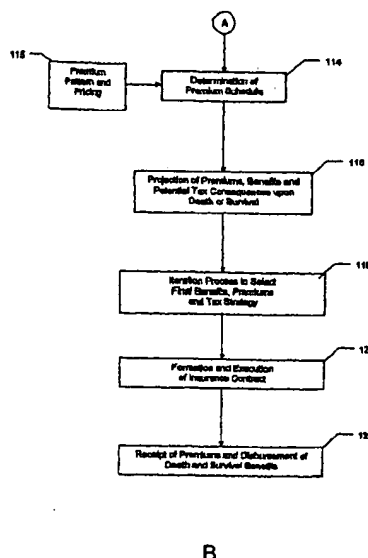 A
115
Premium
Pattern and
Pricing
114
Determination of
Premium Schedule
116
Projection of Premiums, Benefits and
Potential Tax Consequences upon
Death or Survival
Iteration Process to Select
Final Benefits, Premiums
and Tax Strategy
Formation and Execution
of Insurance Contract
Receipt of Premiums and Disbursement of
Death and Survival Benefits
B